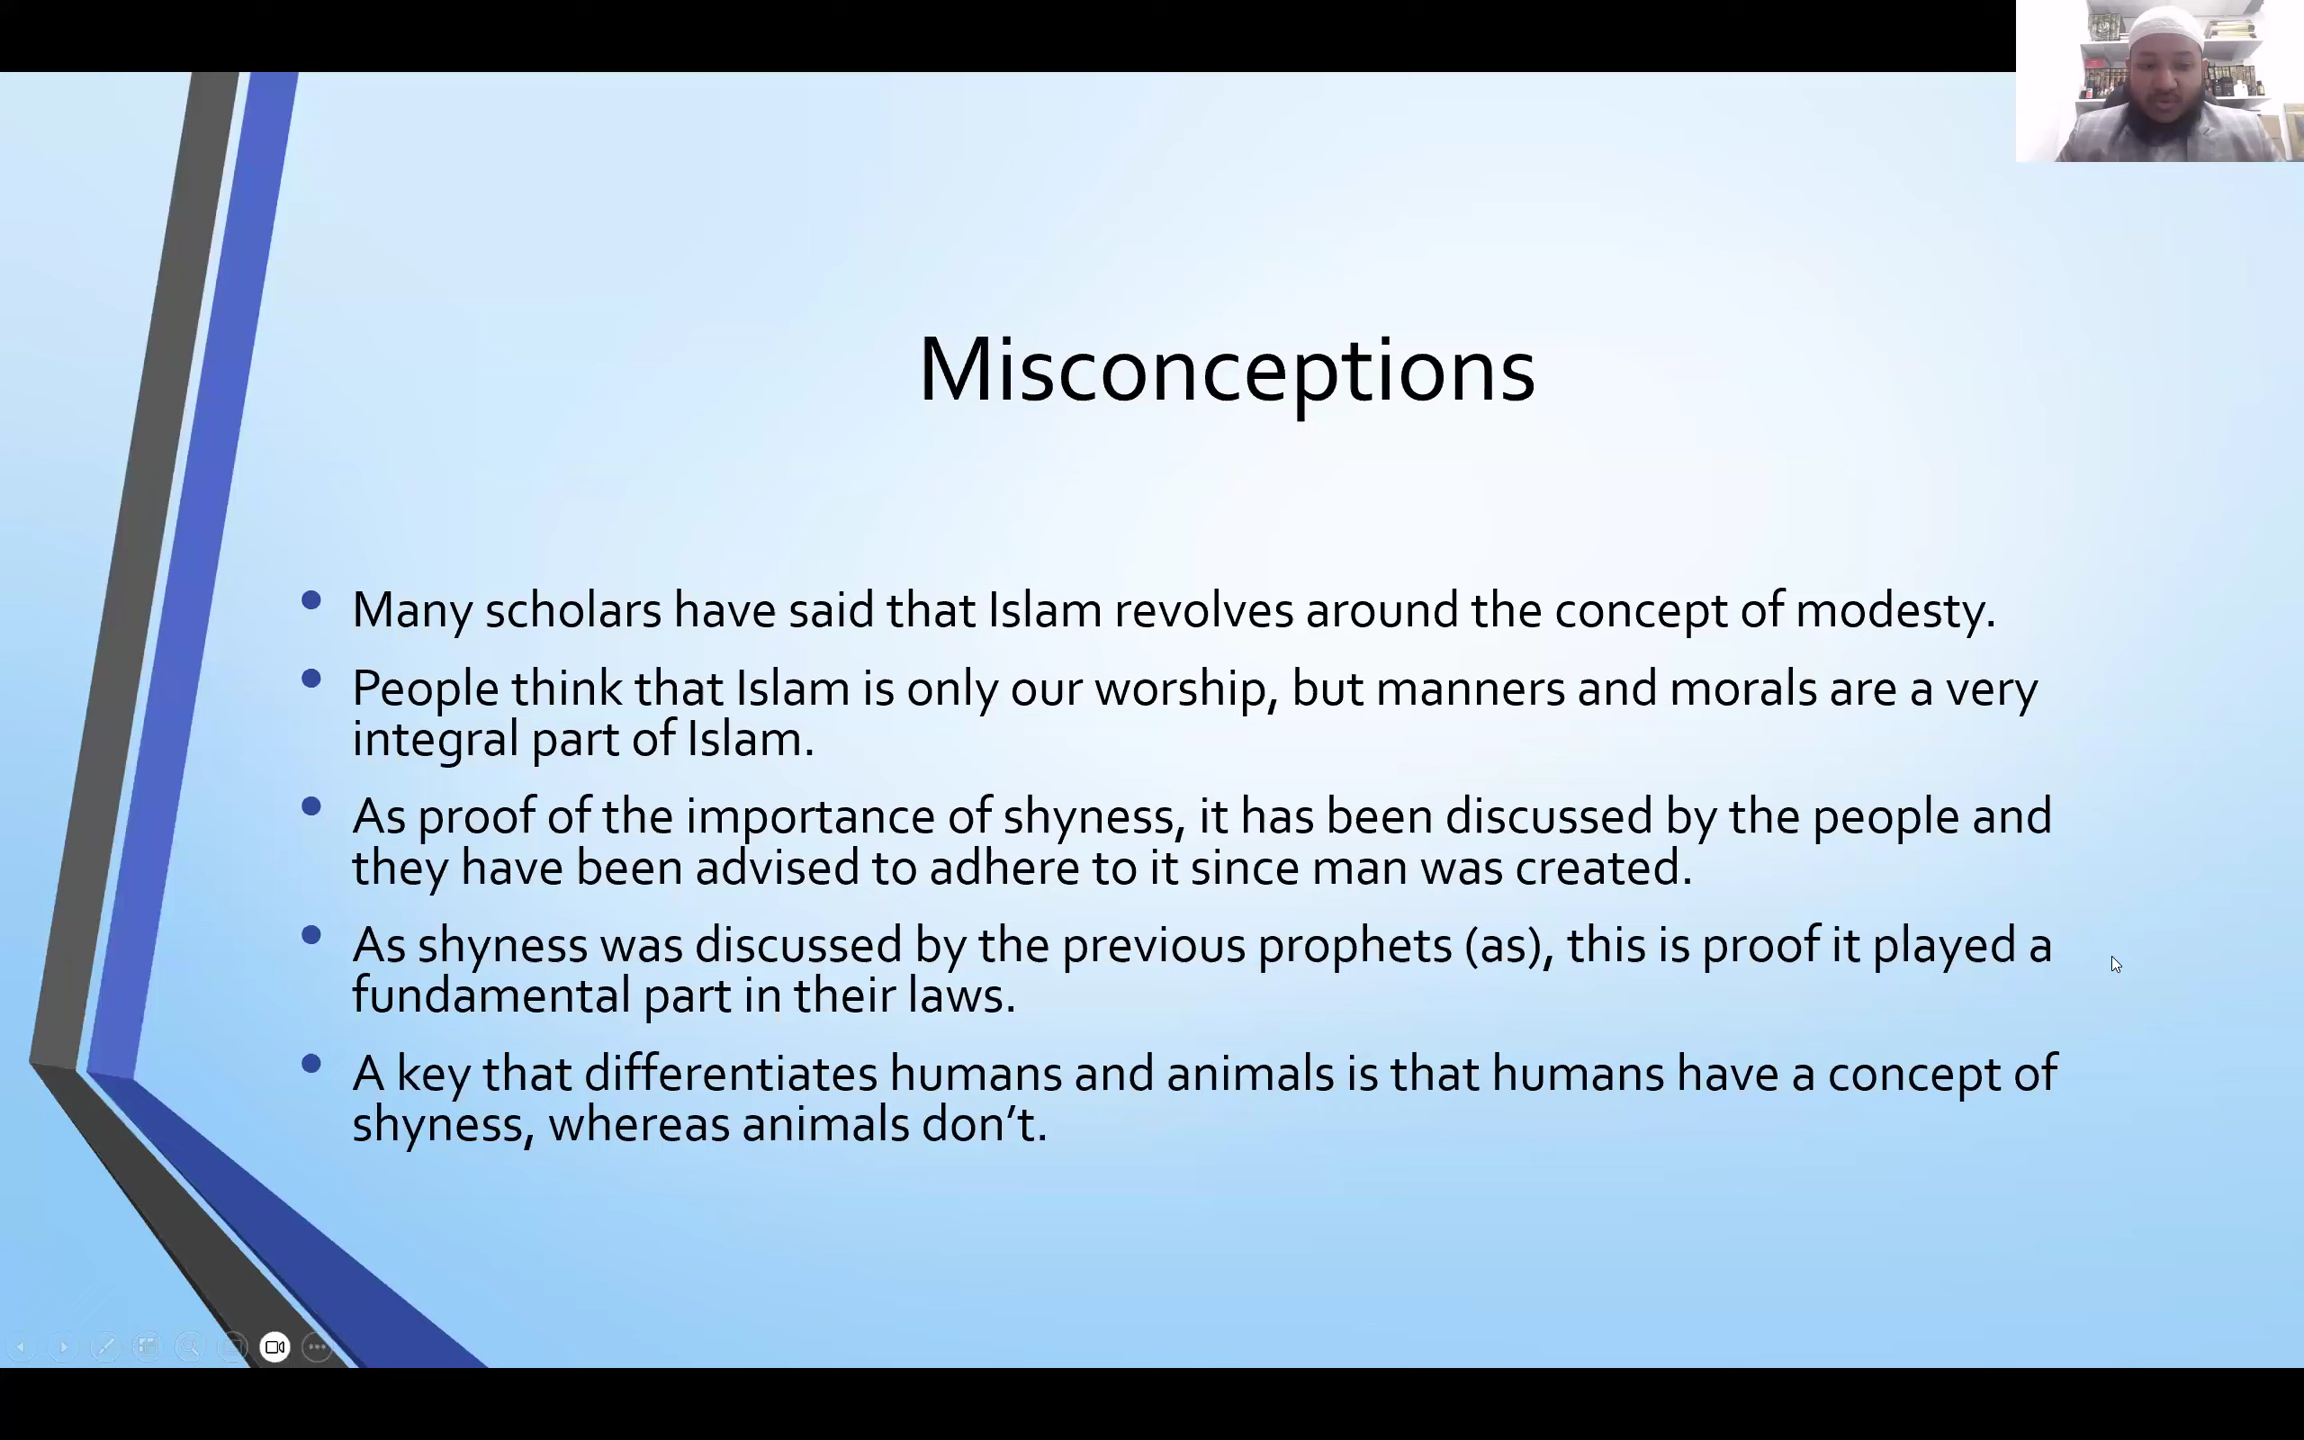 Misconceptions
Many scholars have said that Islam revolves around the concept of modesty.
People think that Islam is only our worship, but manners and morals are a very
integral part of Islam.
As proof of the importance of shyness, it has been discussed by the people and
they have been advised to adhere to it since man was created.
As shyness was discussed by the previous prophets (as), this is proof it played a
fundamental part in their laws.
A key that differentiates humans and animals is that humans have a concept of
shyness, whereas animals don’t.